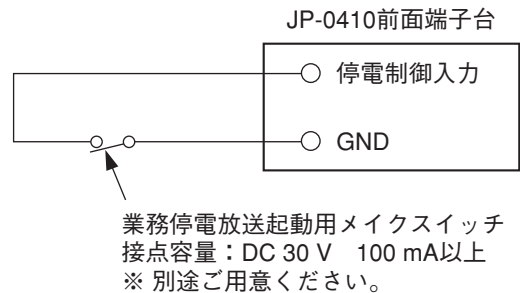 JP-0410前面端子台
停電制御入力
GND
業務停電放送起動用メイクスイッチ
接点容量：DC 30 V　100 mA以上
※ 別途ご用意ください。